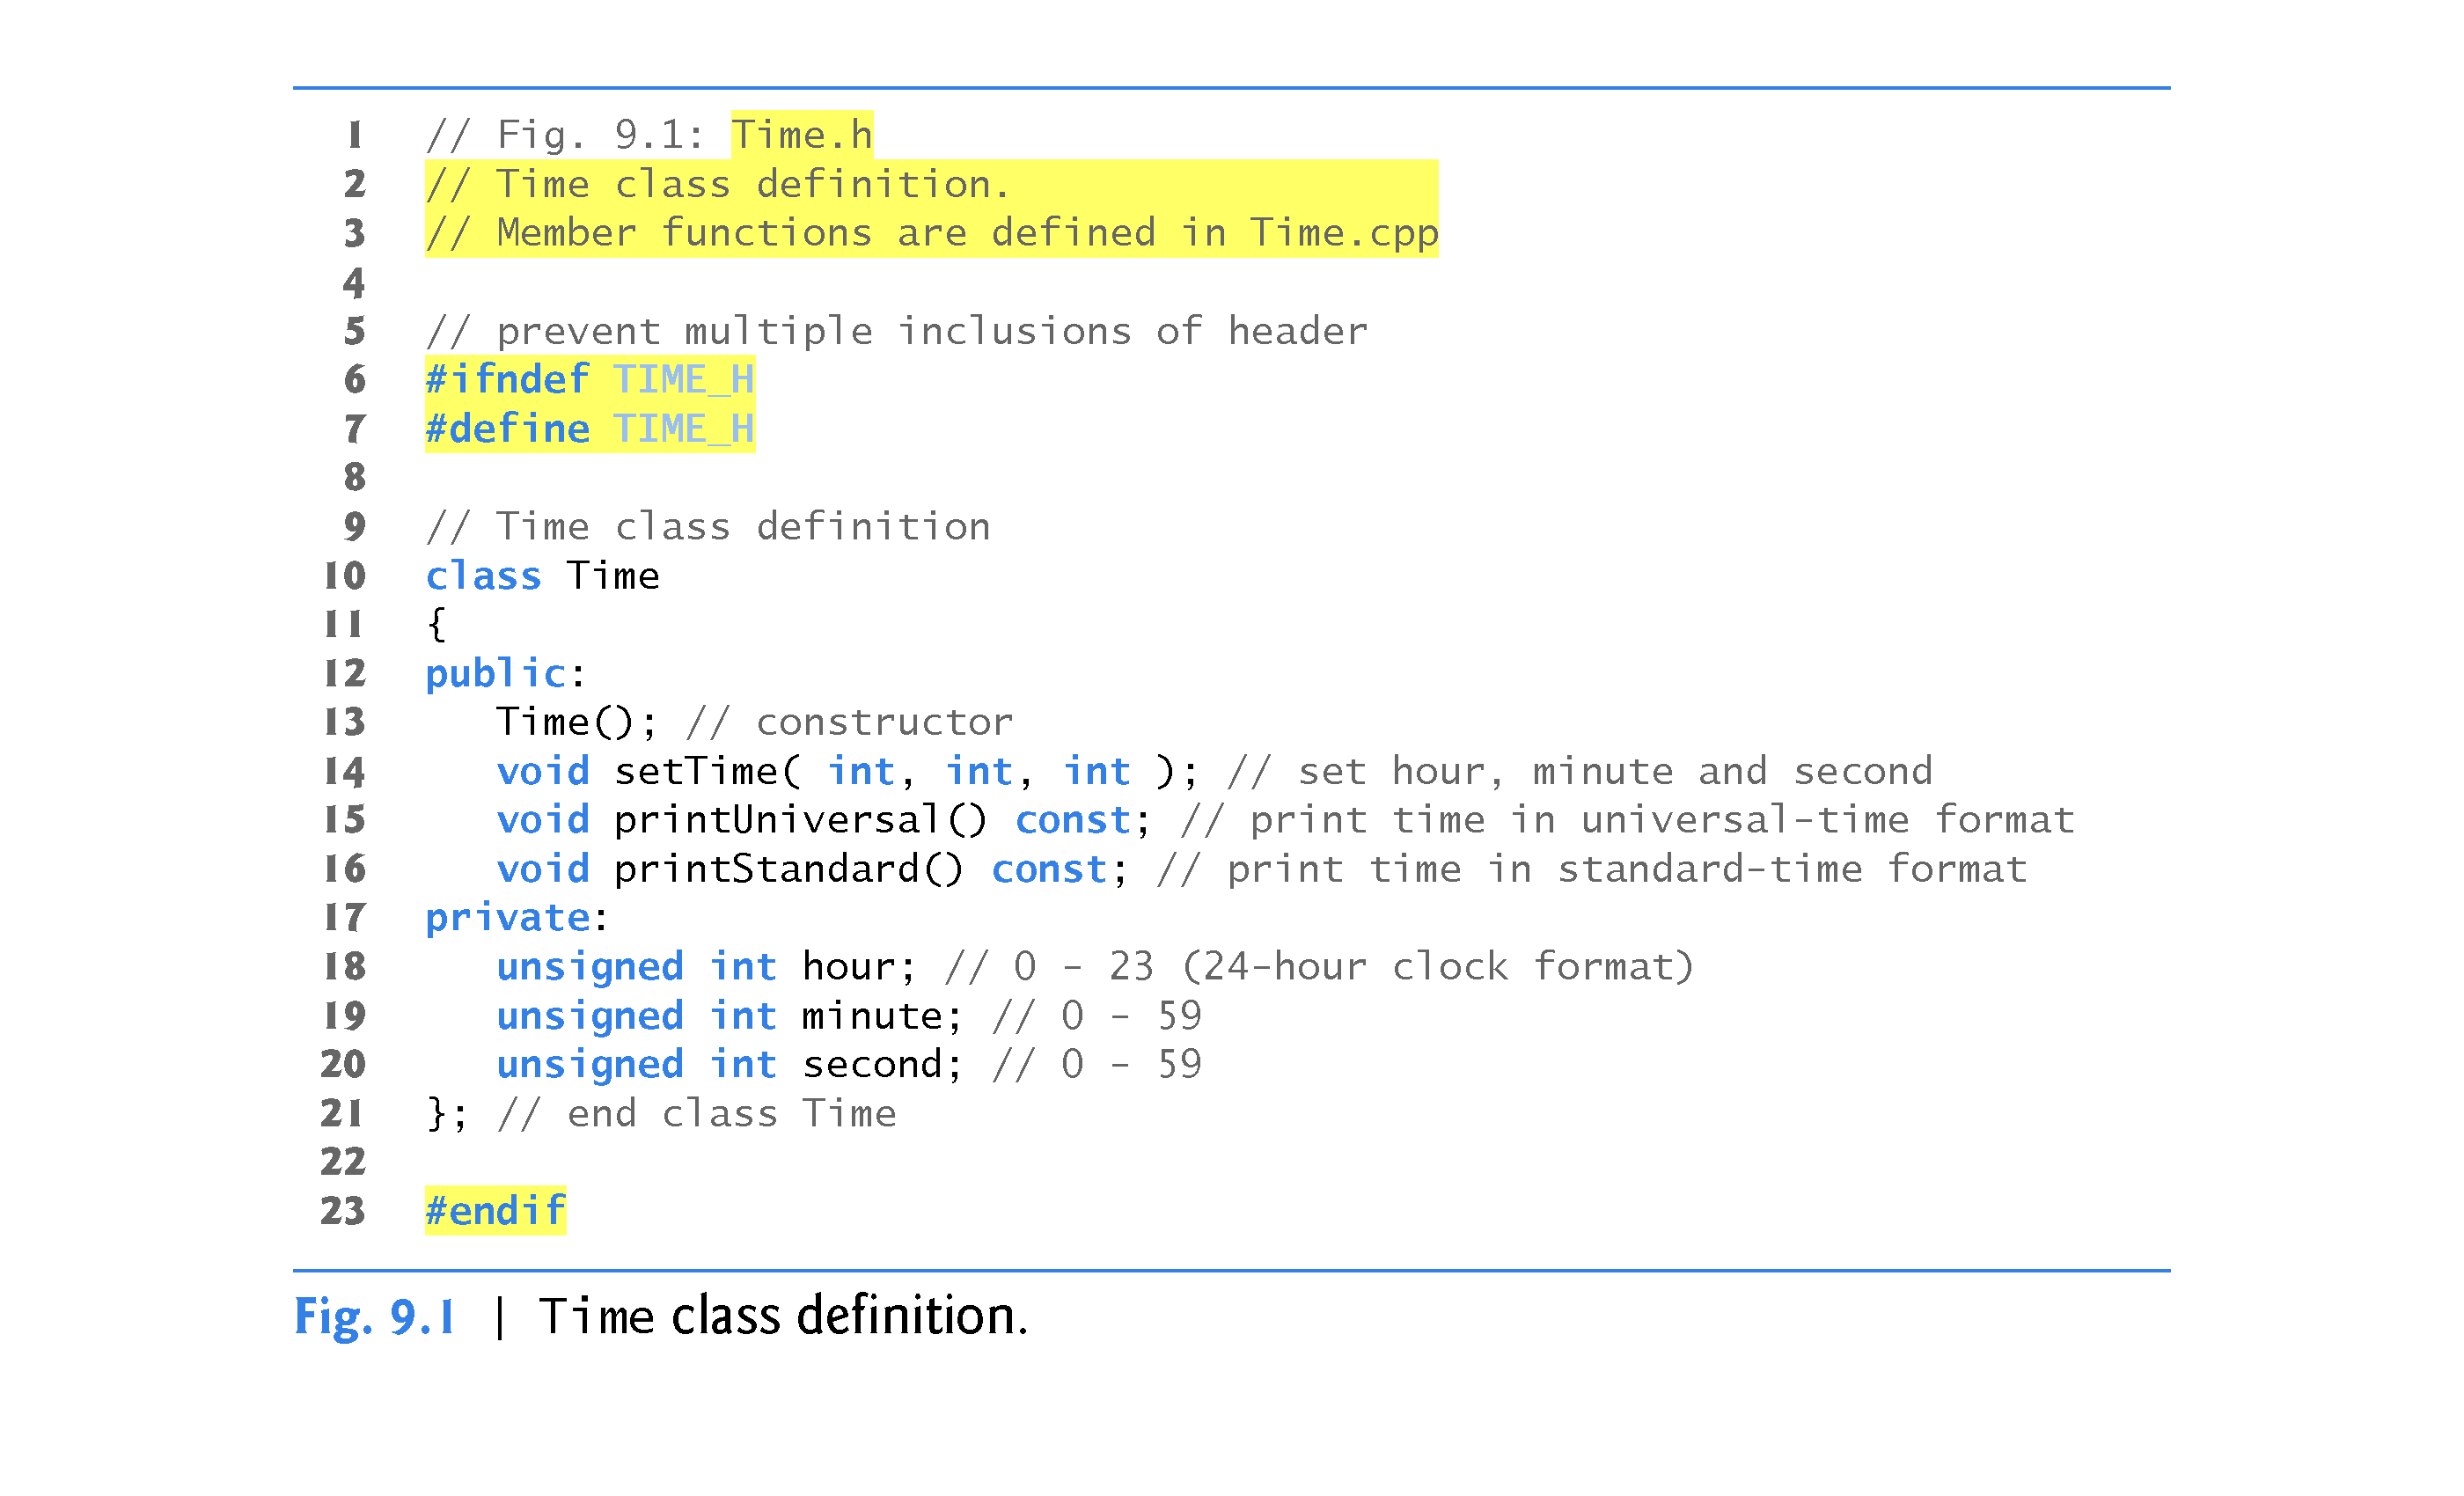 1 // Fig. 9.1: Time.h
2 // Time class definition.
3 // Member functions are defined in Time.cpp
4
5 // prevent multiple inclusions of header
6 #ifndef TIME_H
7 #define TIME_H
8
9 // Time class definition
10 class Time
11 {
12 public:
13    Time(); // constructor
14    void setTime( int, int, int ); // set hour, minute and second
15    void printUniversal() const; // print time in universal-time format
16    void printStandard() const; // print time in standard-time format
17 private:
18    unsigned int hour; // 0 - 23 (24-hour clock format)
19    unsigned int minute; // 0 - 59
20    unsigned int second; // 0 - 59
21 }; // end class Time
22
23 #endif
Fig. 9.1 | Time class definition.